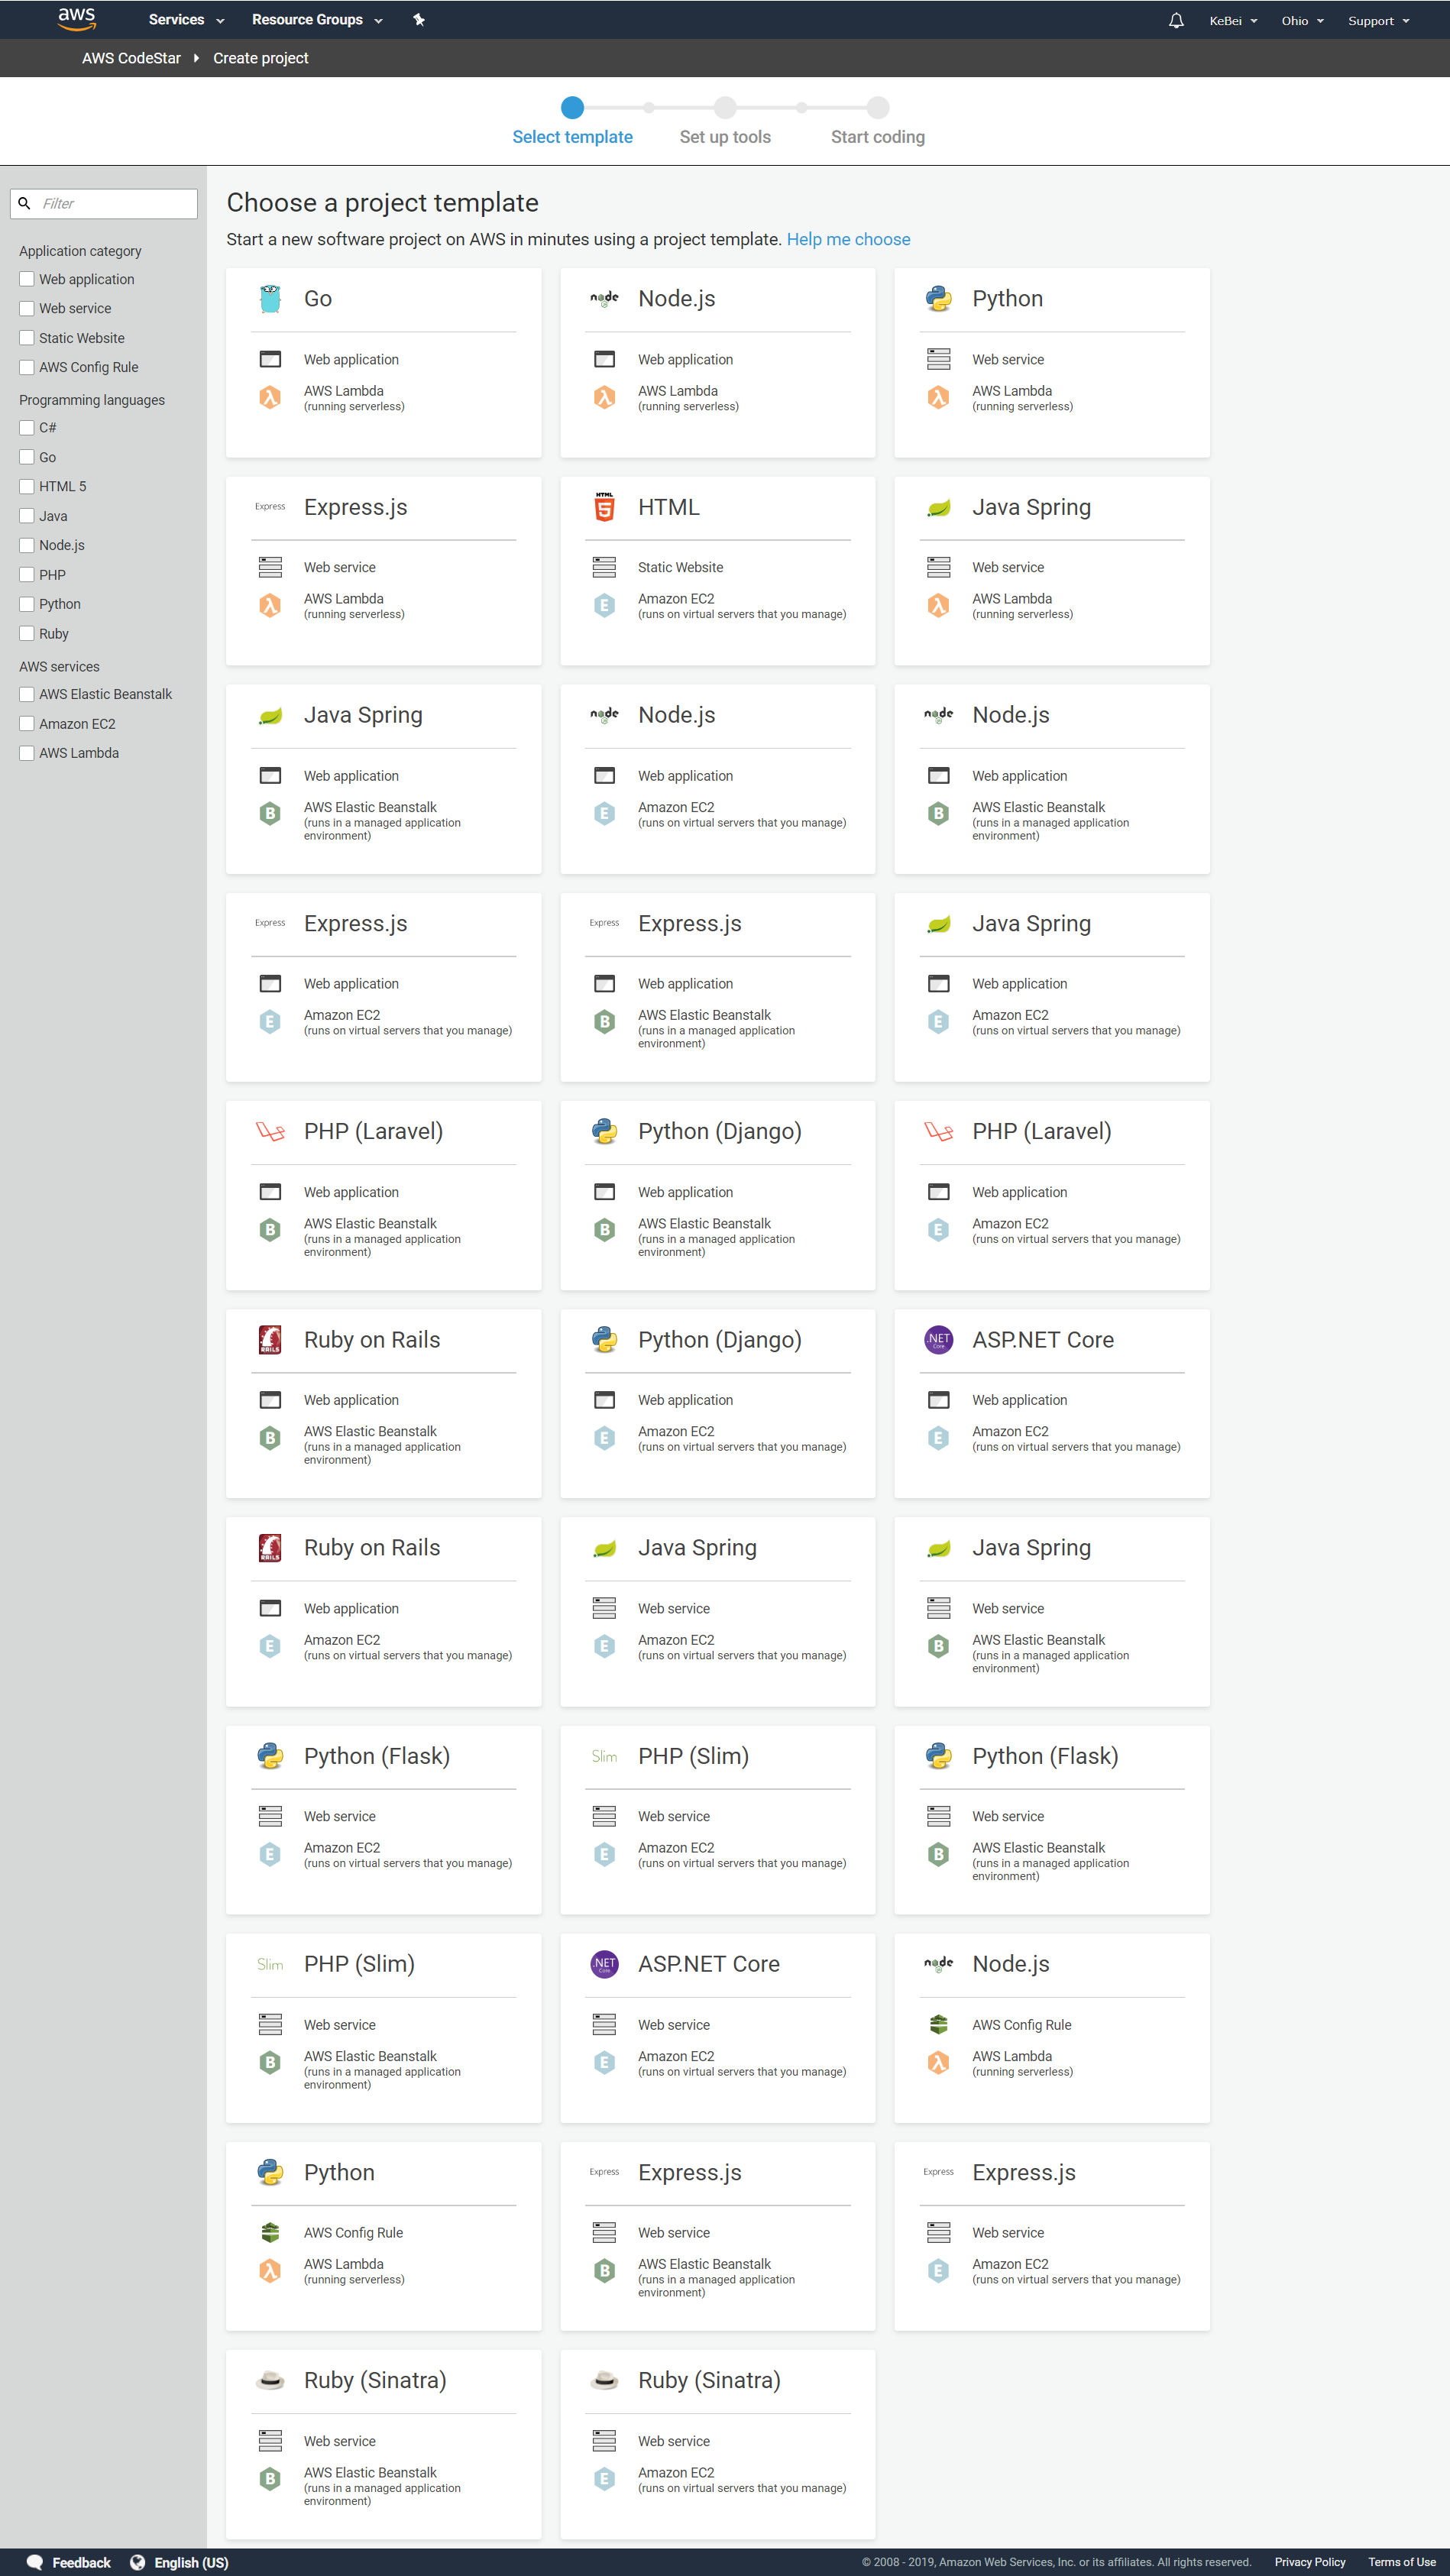 aws Services Resource Groups KeBei Ohio Support
AWS CodeStar Create project
Select template Set up tools Start coding
Filter
Application category
Web application
Web service
Static Website
AWS Config Rule
Programming languages
C#
Go
HTML 5
Java
Node.js
PHP
Python
Ruby
AWS services
AWS Elastic Beanstalk
Amazon EC2
AWS Lambda
Choose a project template
Start a new software project on AWS in minutes using a project template. Help me choose
Go
Web application
AWS Lambda
(running serverless)
node
Node.js
Web application
AWS Lambda
(running serverless)
Python
Web service
AWS Lambda
(running serverless)
Express
Express.js
Web service
AWS Lambda
(running serverless)
HTML
5
HTML
Static Website
E
Amazon EC2
(runs on virtual servers that you manage)
Java Spring
Web service
AWS Lambda
(running serverless)
Java Spring
Web application
B
AWS Elastic Beanstalk
(runs in a managed application
environment)
node
Node.js
Web application
E
Amazon EC2
(runs on virtual servers that you manage)
node
Node.js
Web application
B
AWS Elastic Beanstalk
(runs in a managed application
environment)
Express
Express.js
Web application
E
Amazon EC2
(runs on virtual servers that you manage)
Express
Express.js
Web application
B
AWS Elastic Beanstalk
(runs in a managed application
environment)
Java Spring
Web application
E
Amazon EC2
(runs on virtual servers that you manage)
PHP (Laravel)
Web application
B
AWS Elastic Beanstalk
(runs in a managed application
environment)
Python (Django)
Web application
B
AWS Elastic Beanstalk
(runs in a managed application
environment)
PHP (Laravel)
Web application
E
Amazon EC2
(runs on virtual servers that you manage)
RAILS
Ruby on Rails
Web application
B
AWS Elastic Beanstalk
(runs in a managed application
environment)
Python (Django)
Web application
E
Amazon EC2
(runs on virtual servers that you manage)
.NET
Core
ASP.NET Core
Web application
E
Amazon EC2
(runs on virtual servers that you manage)
RAILS
Ruby on Rails
Web application
E
Amazon EC2
(runs on virtual servers that you manage)
Java Spring
Web service
E
Amazon EC2
(runs on virtual servers that you manage)
Java Spring
Web service
B
AWS Elastic Beanstalk
(runs in a managed application
environment)
Python (Flask)
Web service
E
Amazon EC2
(runs on virtual servers that you manage)
Slim
PHP (Slim)
Web service
E
Amazon EC2
(runs on virtual servers that you manage)
Python (Flask)
Web service
B
AWS Elastic Beanstalk
(runs in a managed application
environment)
Slim
PHP (Slim)
Web service
B
AWS Elastic Beanstalk
(runs in a managed application
environment)
.NET
Core
ASP.NET Core
Web service
E
Amazon EC2
(runs on virtual servers that you manage)
node
Node.js
AWS Config Rule
AWS Lambda
(running serverless)
Python
AWS Config Rule
AWS Lambda
(running serverless)
Express
Express.js
Web service
B
AWS Elastic Beanstalk
(runs in a managed application
environment)
Express
Express.js
Web service
E
Amazon EC2
(runs on virtual servers that you manage)
Ruby (Sinatra)
Web service
B
AWS Elastic Beanstalk
(runs in a managed application
environment)
Ruby (Sinatra)
Web service
E
Amazon EC2
(runs on virtual servers that you manage)
Feedback English (US) © 2008 - 2019, Amazon Web Services, Inc. or its affiliates. All rights reserved. Privacy Policy Terms of Use